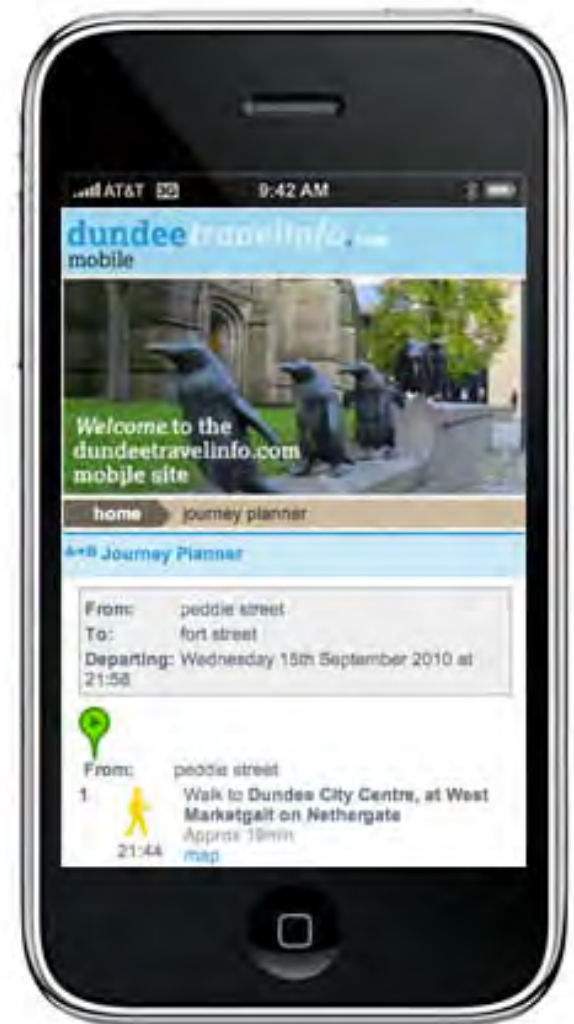 AT&T 3G 9:42 AM
dundeetravelinfo.com
mobile
Welcome to the
dundeetravelinfo.com
mobile site
home journey planner
A→B Journey Planner
From: peddie street
To: fort street
Departing: Wednesday 15th September 2010 at
21:58
From: peddie street
1 Walk to Dundee City Centre, at West
Marketgait on Nethergate
Approx 19min
21:44 map